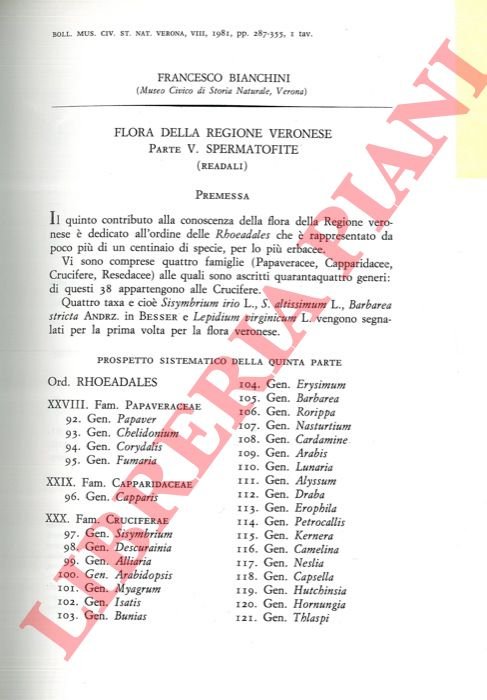 BOLL. MUS. CIV. ST. NAT. VERONA, VIII, 1981, pp. 287-355, 1 tav.
FRANCESCO BIANCHINI
(Museo Civico di Storia Naturale, Verona)
FLORA DELLA REGIONE VERONESE
PARTE V. SPERMATOFITE
(READALI)
PREMESSA
Il quinto contributo alla conoscenza della flora della Regione vero-
nese è dedicato all'ordine delle Rhoeadales che è rappresentato da
poco più di un centinaio di specie, per lo più erbacee.
Vi sono comprese quattro famiglie (Papaveracee, Capparidacee,
Crucifere, Resedacee) alle quali sono ascritti quarantaquattro generi:
di questi 38 appartengono alle Crucifere.
Quattro taxa e cioè Sisymbrium irio L., S. altissimum L., Barbarea
stricta ANDRZ. in BESSER e Lepidium virginicum L. vengono segna-
lati per la prima volta per la flora veronese.
PROSPETTO SISTEMATICO DELLA QUINTA PARTE
Ord. RHOEADALES
XXVIII. Fam. PAPAVERACEAE
92. Gen. Papaver
93. Gen. Chelidonium
94. Gen. Corydalis
95. Gen. Fumaria
XXIX. Fam. CAPPARIDACEAE
96. Gen. Capparis
XXX. Fam. CRUCIFERAE
97. Gen. Sisymbrium
98. Gen. Descurainia
99. Gen. Alliaria
100. Gen. Arabidopsis
101. Gen. Myagrum
102. Gen. Isatis
103. Gen. Bunias
104. Gen. Erysimum
105. Gen. Barbarea
106. Gen. Rorippa
107. Gen. Nasturtium
108. Gen. Cardamine
109. Gen. Arabis
110. Gen. Lunaria
111. Gen. Alyssum
112. Gen. Draba
113. Gen. Erophila
114. Gen. Petrocallis
115. Gen. Kernera
116. Gen. Camelina
117. Gen. Neslia
118. Gen. Capsella
119. Gen. Hutchinsia
120. Gen. Hornungia
121. Gen. Thlaspi
LIBRERIA PIANI